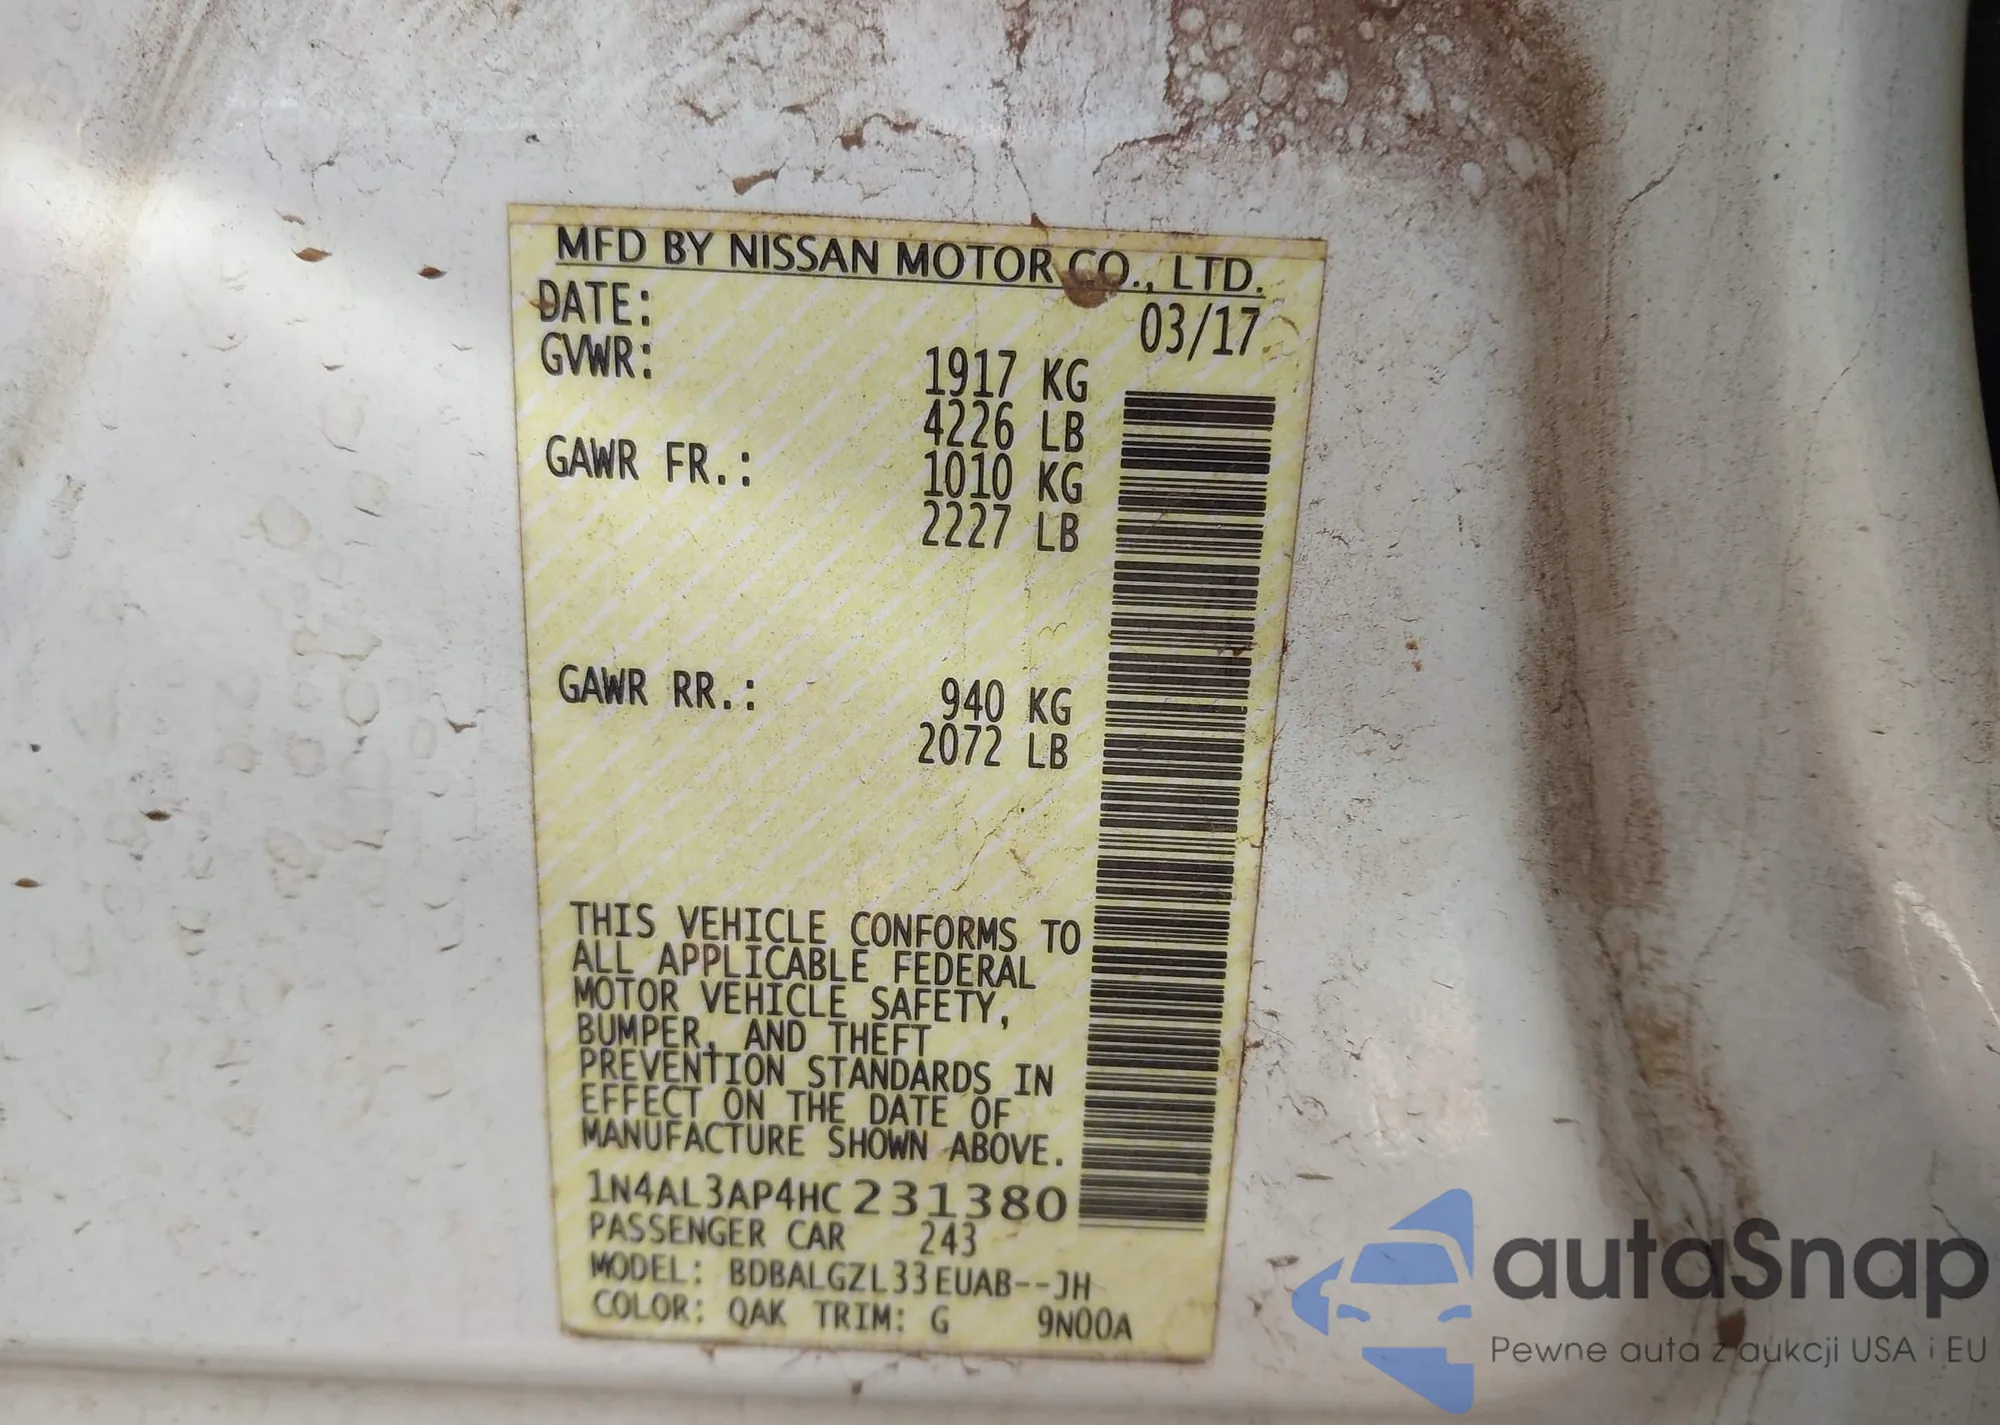 MFD BY NISSAN MOTOR CO., LTD.
DATE: 03/17
GVWR: 1917 KG
4226 LB
GAWR FR.: 1010 KG
2227 LB
GAWR RR.: 940 KG
2072 LB
THIS VEHICLE CONFORMS TO
ALL APPLICABLE FEDERAL
MOTOR VEHICLE SAFETY,
BUMPER, AND THEFT
PREVENTION STANDARDS IN
EFFECT ON THE DATE OF
MANUFACTURE SHOWN ABOVE.
1N4AL3AP4HC231380
PASSENGER CAR 243
MODEL: BDBALGZL33EUAB--JH
COLOR: QAK TRIM: G 9N00A
autaSnap
Pewne auta z aukcji USA i EU